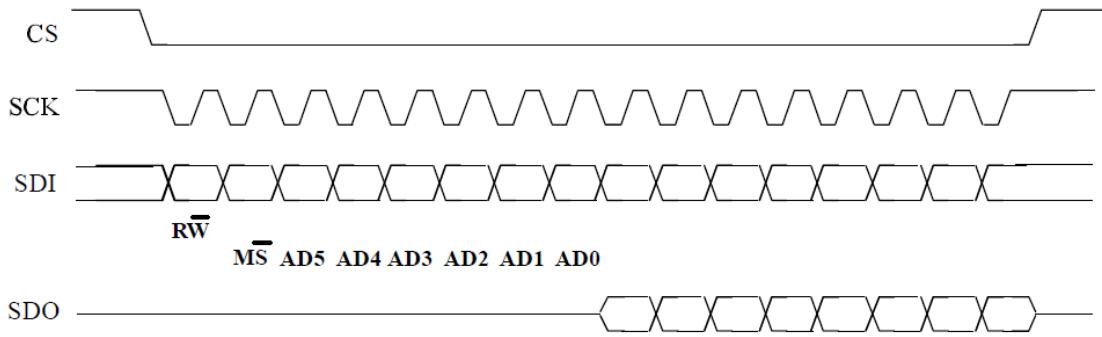 CS
SCK
SDI
RW̅
MS̅ AD5 AD4 AD3 AD2 AD1 AD0
SDO